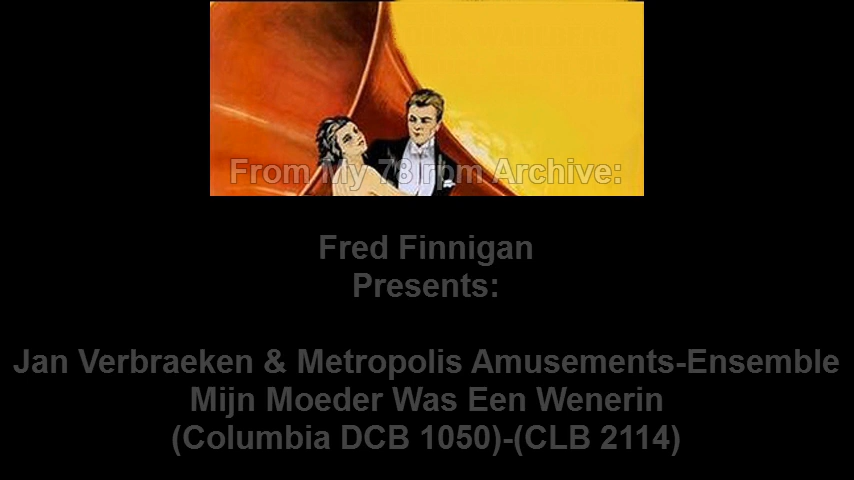 From My 78 rpm Archive:
Fred Finnigan
Presents:
Jan Verbraeken & Metropolis Amusements-Ensemble
Mijn Moeder Was Een Wenerin
(Columbia DCB 1050)-(CLB 2114)